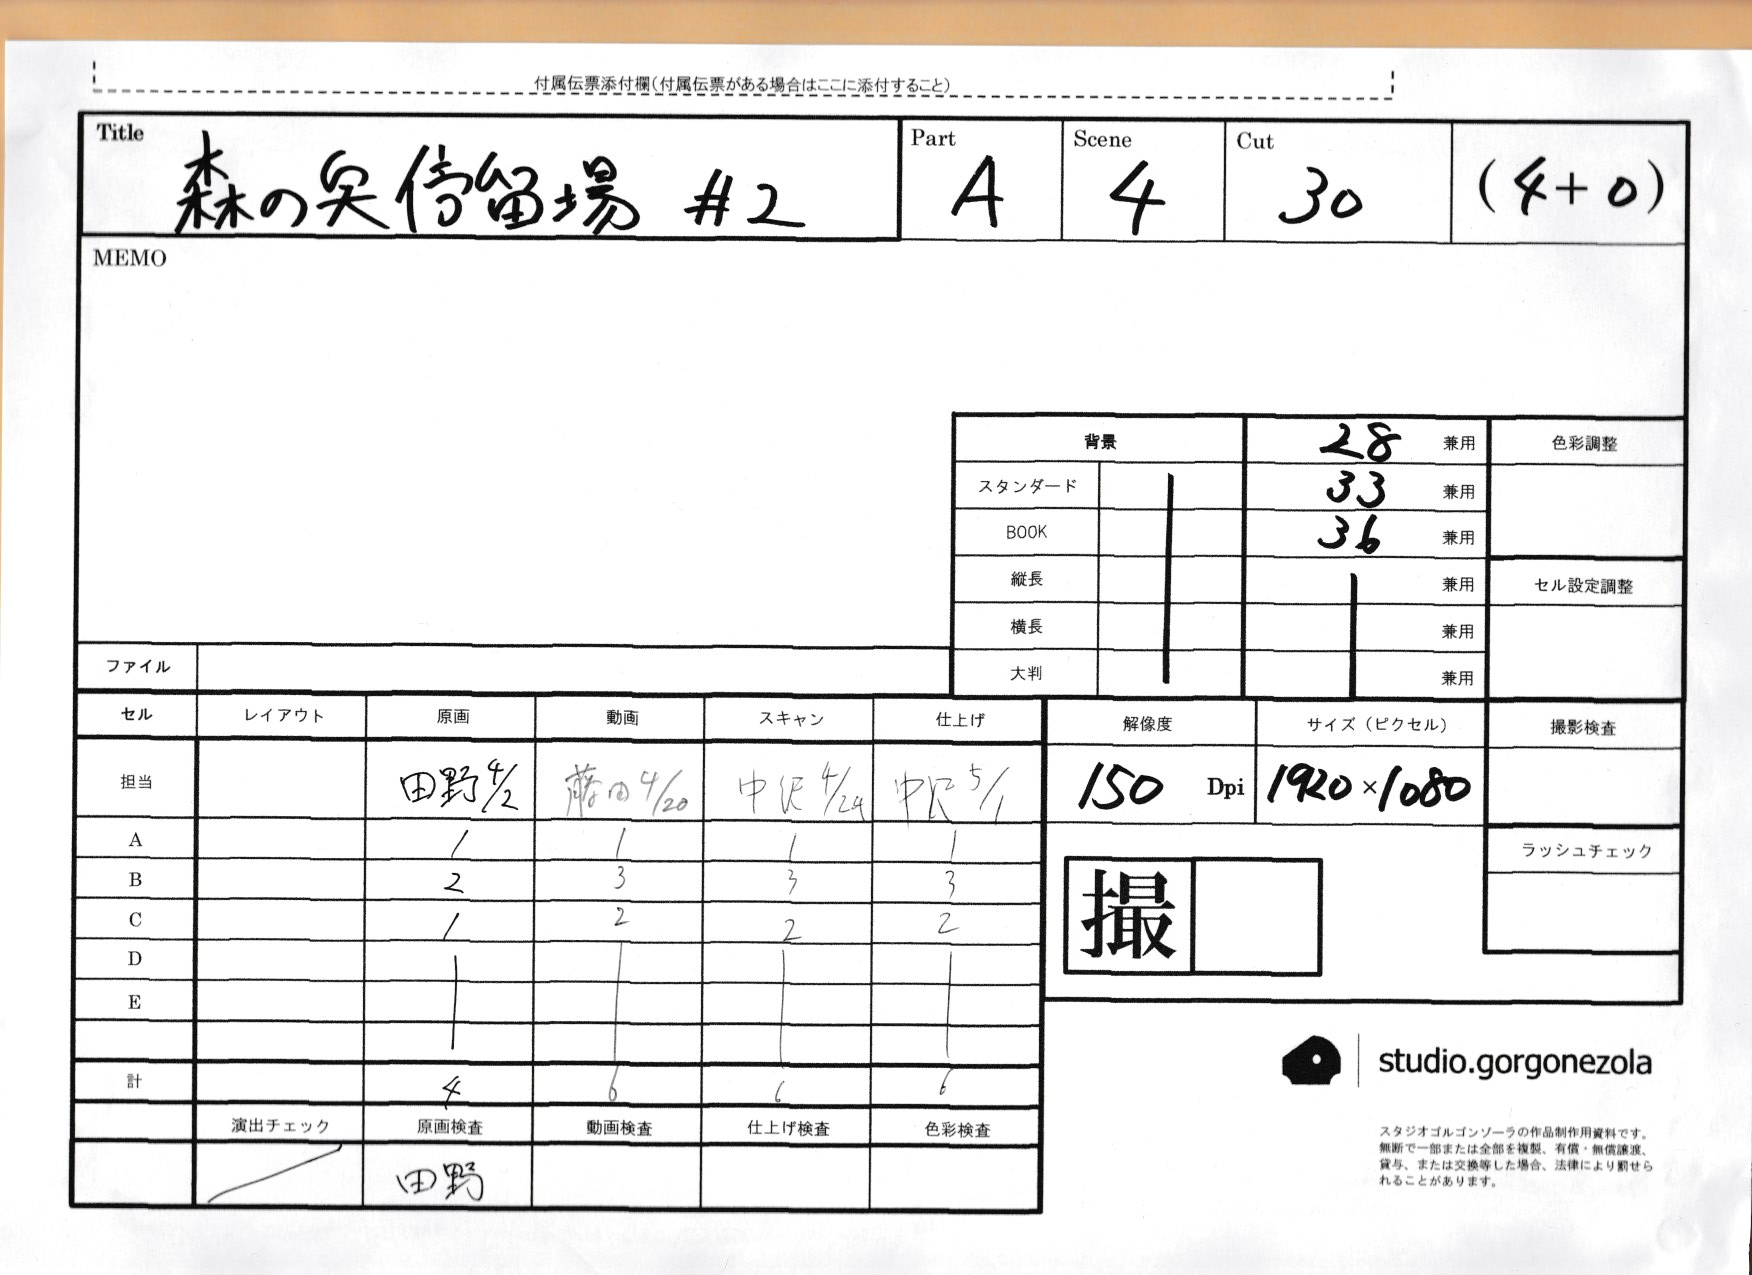 付属伝票添付欄(付属伝票がある場合はここに添付すること)
Title Part Scene Cut
森の実停留場 #2 A 4 30 (4+0)
MEMO
背景 28 兼用 色彩調整
スタンダード 33 兼用
BOOK 36 兼用
縦長 兼用 セル設定調整
横長 兼用
大判 兼用
ファイル
セル レイアウト 原画 動画 スキャン 仕上げ 解像度 サイズ(ピクセル) 撮影検査
担当 田野 4/2 藤田 4/20 中沢 4/24 中沢 5/1 150 Dpi 1920×1080
A 1 1 1 1 ラッシュチェック
B 2 3 3 3
C 1 2 2 2
撮
D
E
計 4 6 6 6
演出チェック 原画検査 動画検査 仕上げ検査 色彩検査
田野
studio.gorgonezola
スタジオゴルゴンゾーラの作品制作用資料です。
無断で一部または全部を複製、有償・無償譲渡、
貸与、または交換等した場合、法律により罰せら
れることがあります。